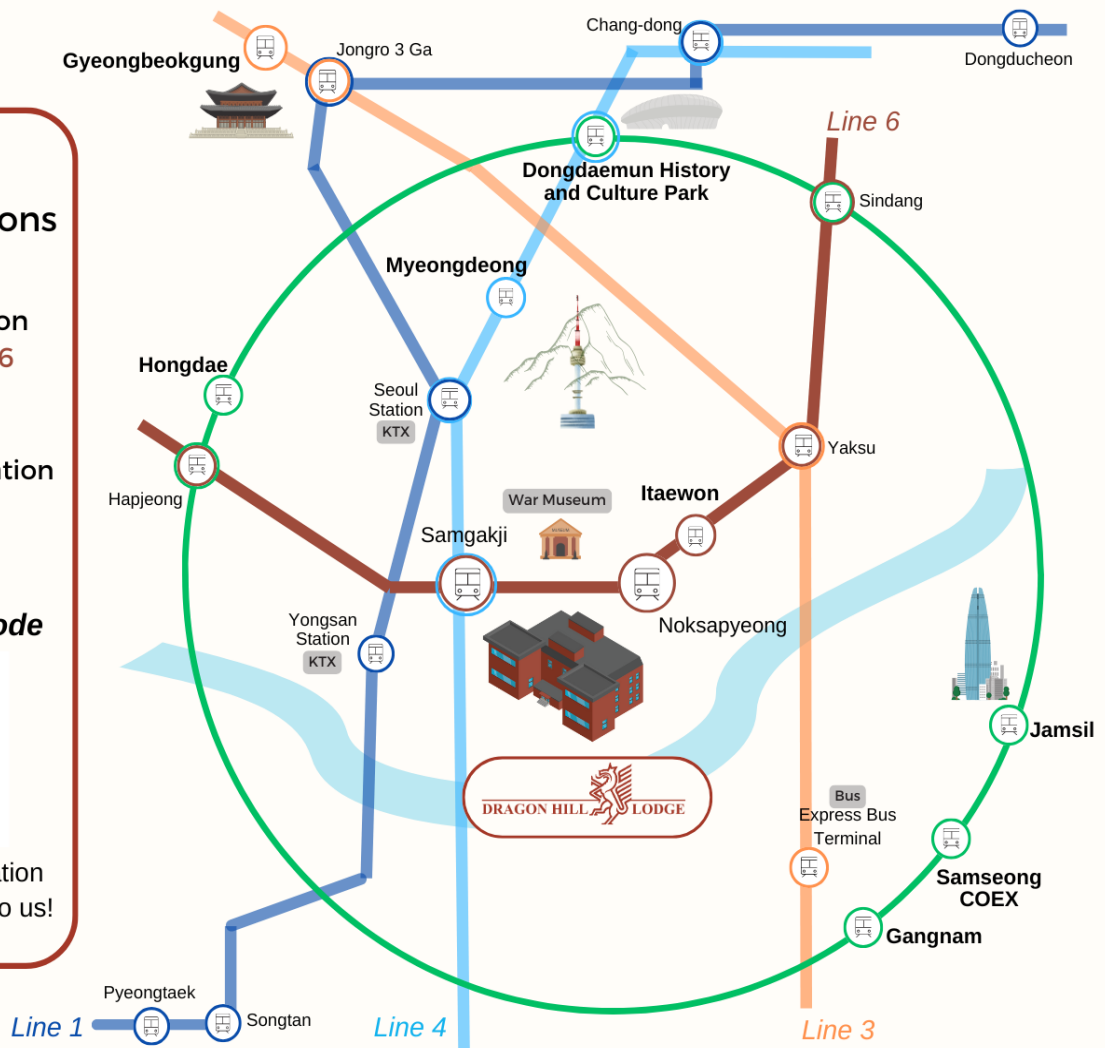 ons
on
6
ation
ode
ation
o us!
Chang-dong
Dongducheon
Jongro 3 Ga
Gyeongbeokgung
Line 6
Dongdaemun History
and Culture Park
Sindang
Myeongdeong
Hongdae
Seoul
Station
KTX
Yaksu
Hapjeong
War Museum
Itaewon
Samgakji
Yongsan
Station
KTX
Noksapyeong
Jamsil
DRAGON HILL LODGE
Bus
Express Bus
Terminal
Samseong
COEX
Gangnam
Pyeongtaek
Songtan
Line 1
Line 4
Line 3